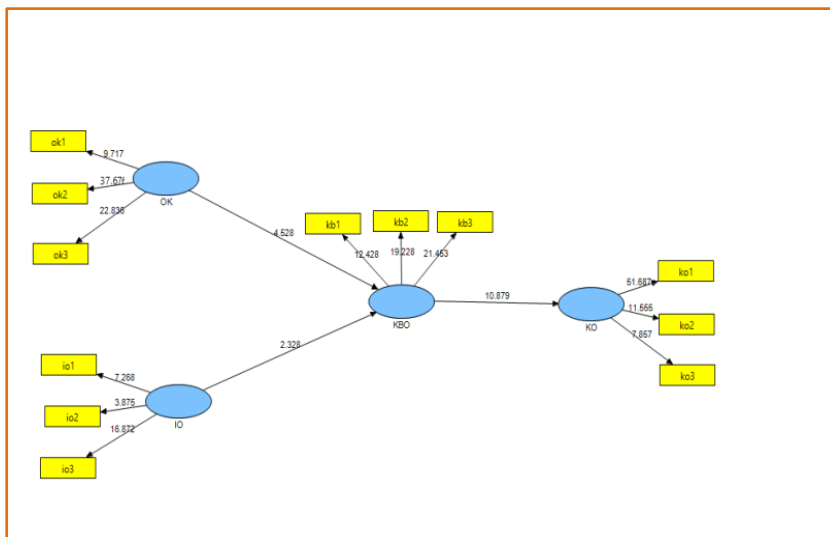 ok1
9.717
ok2
ok3
22.836
OK
4.528
kb1
kb2
kb3
12.428
19.228
21.453
KBO
10.879
ko1
51.687
ko2
11.555
ko3
7.857
KO
2.328
io1
7.268
io2
3.875
io3
16.872
IO